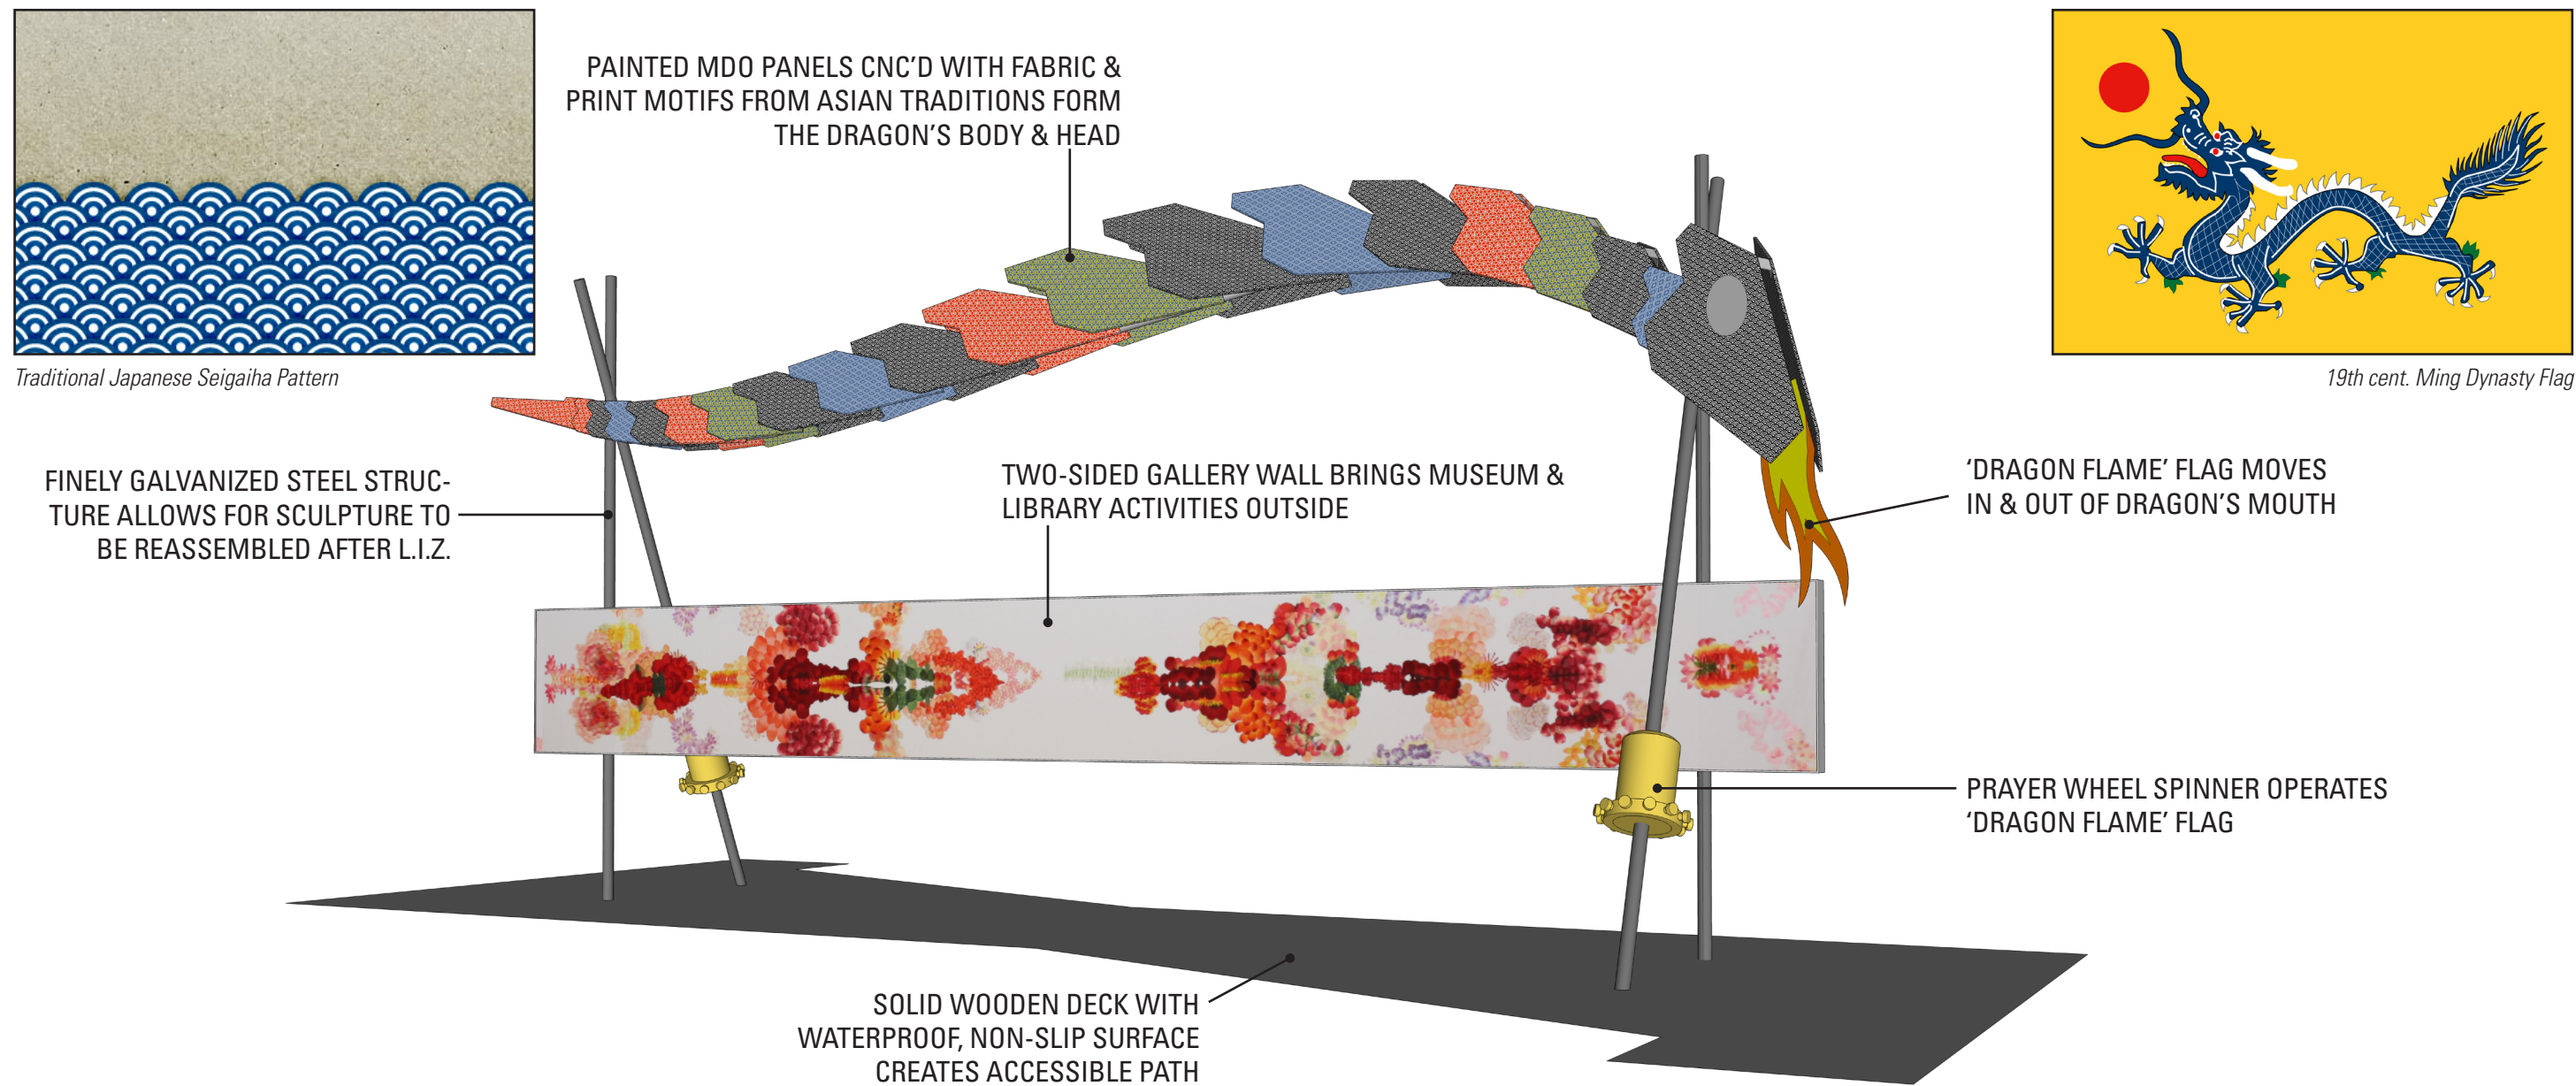 PAINTED MDO PANELS CNC'D WITH FABRIC &
PRINT MOTIFS FROM ASIAN TRADITIONS FORM
THE DRAGON'S BODY & HEAD
Traditional Japanese Seigaiha Pattern
19th cent. Ming Dynasty Flag
FINELY GALVANIZED STEEL STRUC-
TURE ALLOWS FOR SCULPTURE TO
BE REASSEMBLED AFTER L.I.Z.
TWO-SIDED GALLERY WALL BRINGS MUSEUM &
LIBRARY ACTIVITIES OUTSIDE
‘DRAGON FLAME’ FLAG MOVES
IN & OUT OF DRAGON'S MOUTH
PRAYER WHEEL SPINNER OPERATES
‘DRAGON FLAME’ FLAG
SOLID WOODEN DECK WITH
WATERPROOF, NON-SLIP SURFACE
CREATES ACCESSIBLE PATH